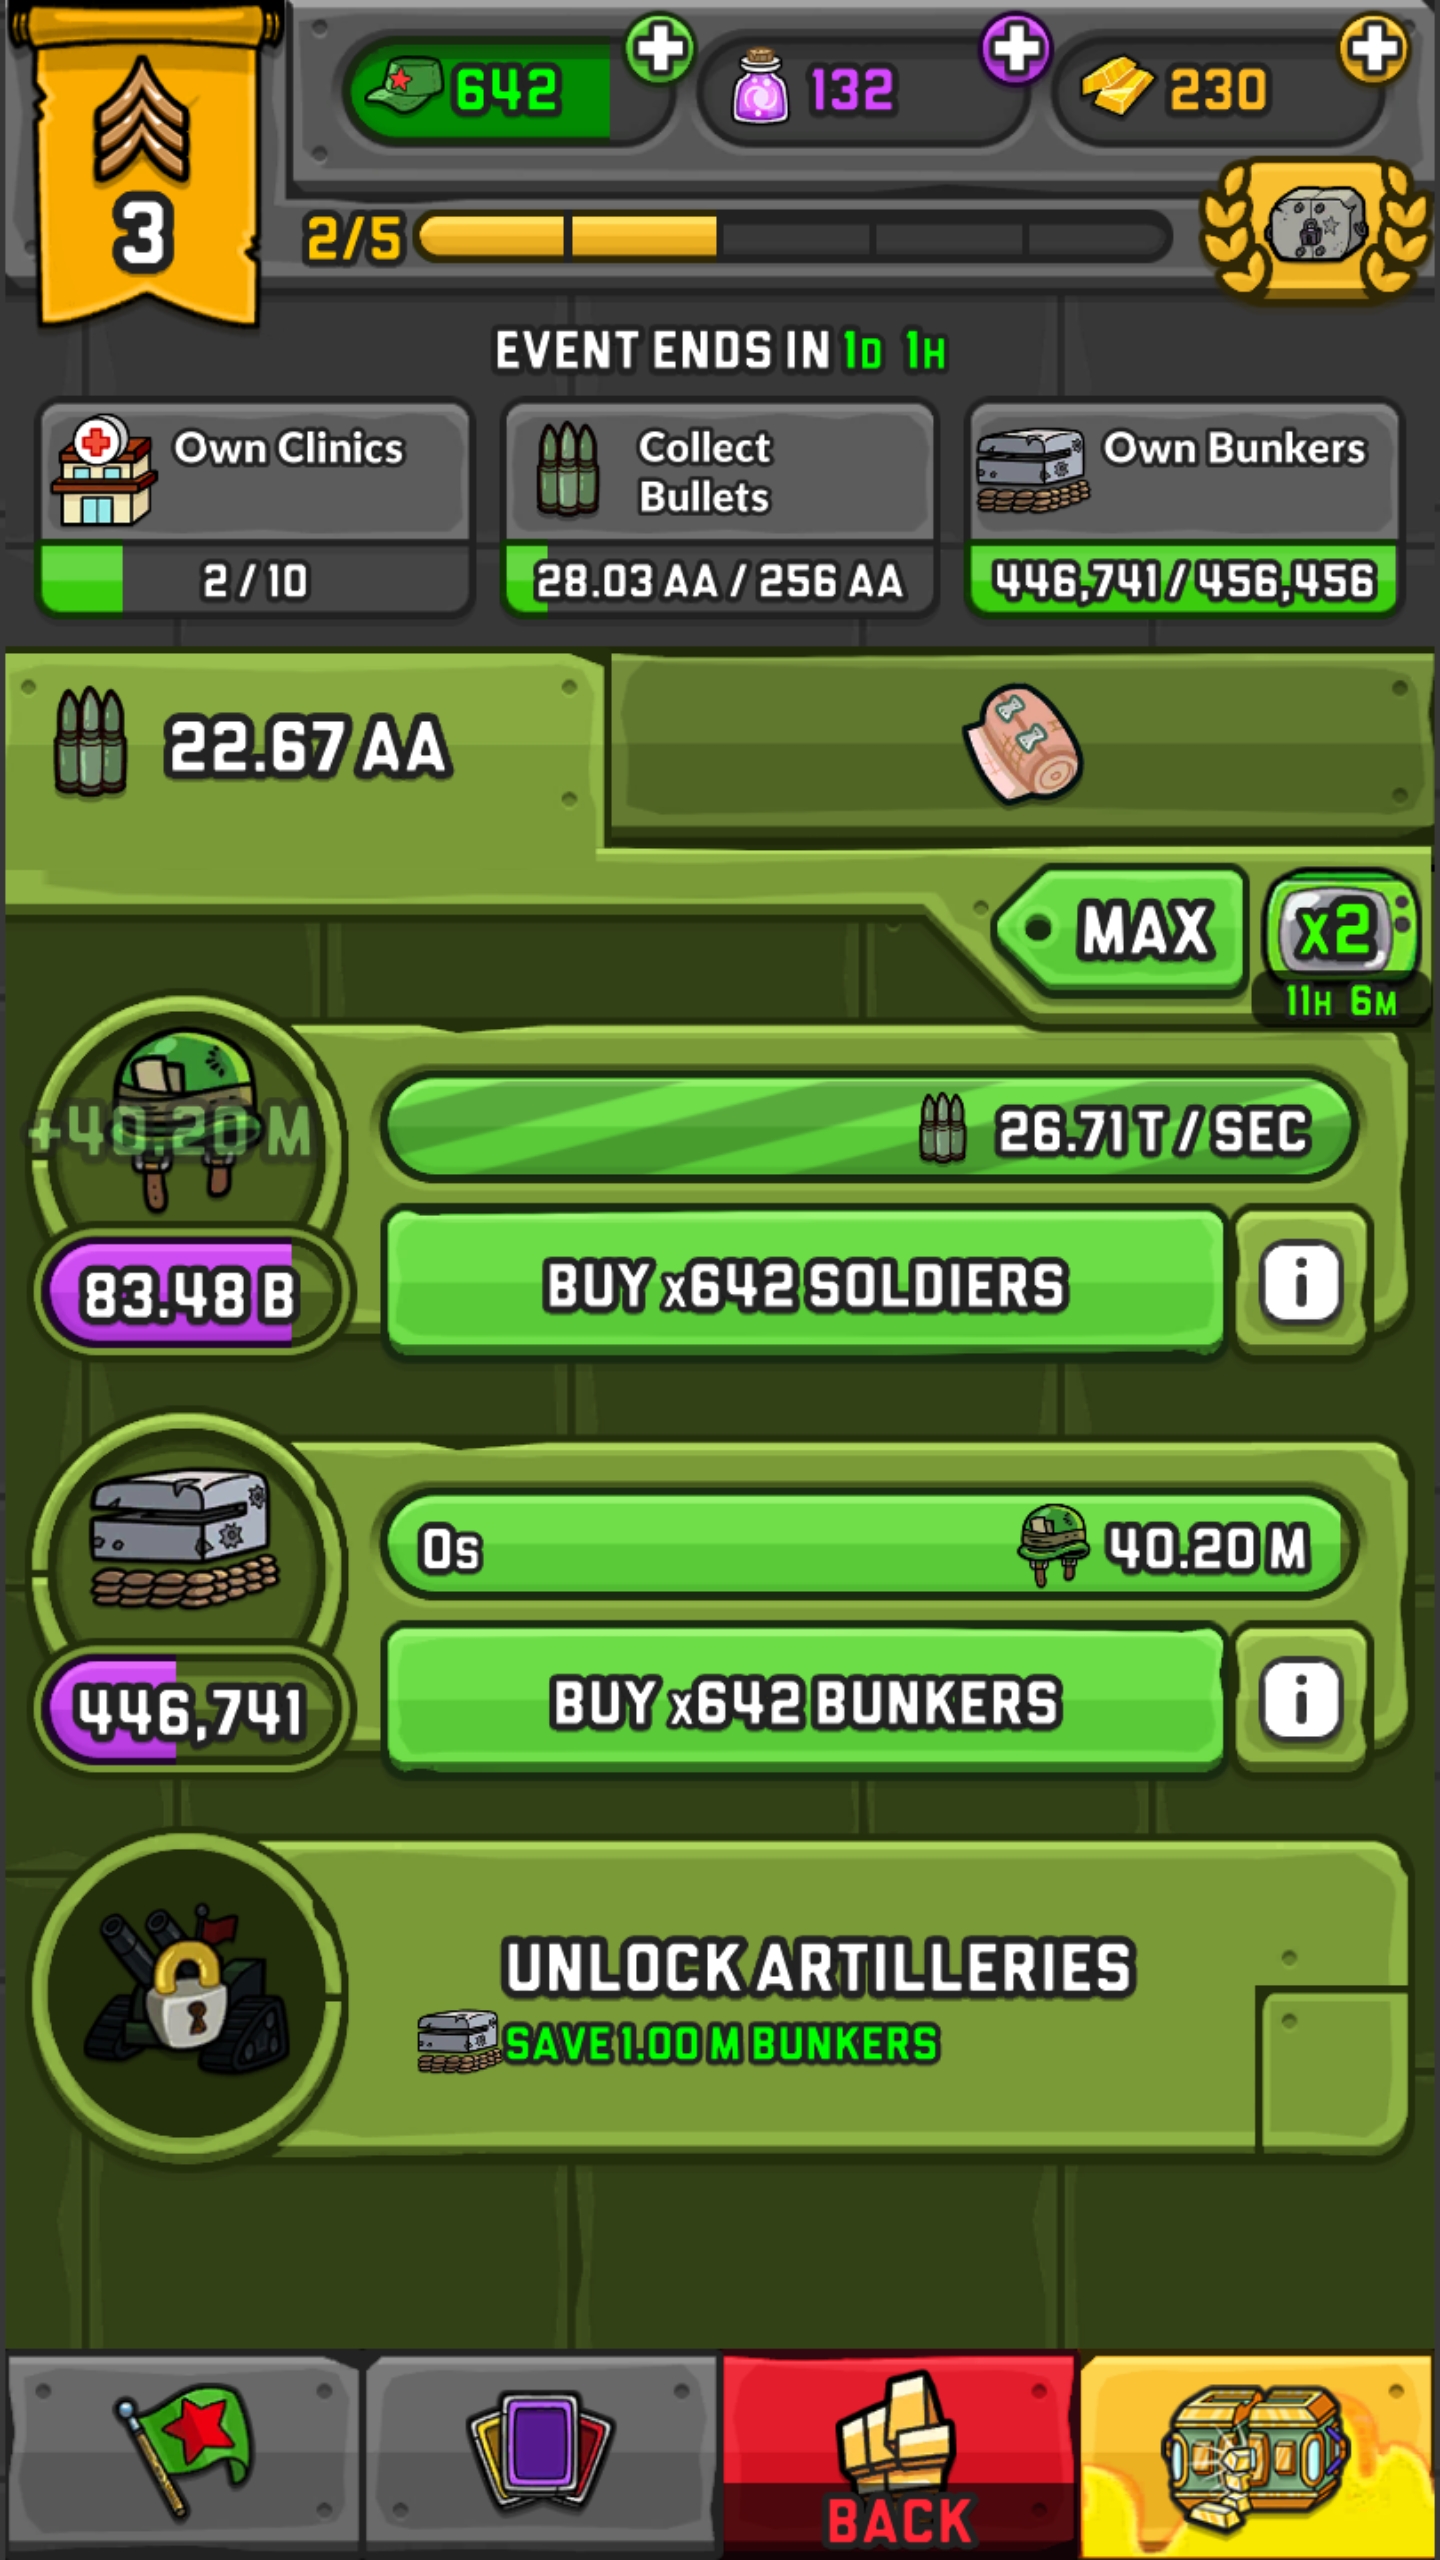 642
132
230
3
2/5
EVENT ENDS IN 1D 1H
Own Clinics
2 / 10
Collect
Bullets
28.03 AA / 256 AA
Own Bunkers
446,741 / 456,456
22.67 AA
MAX
x2
11H 6M
+40.20 M
26.71 T / SEC
83.48 B
BUY x642 SOLDIERS
i
0s
40.20 M
446,741
BUY x642 BUNKERS
i
UNLOCK ARTILLERIES
SAVE 1.00 M BUNKERS
BACK